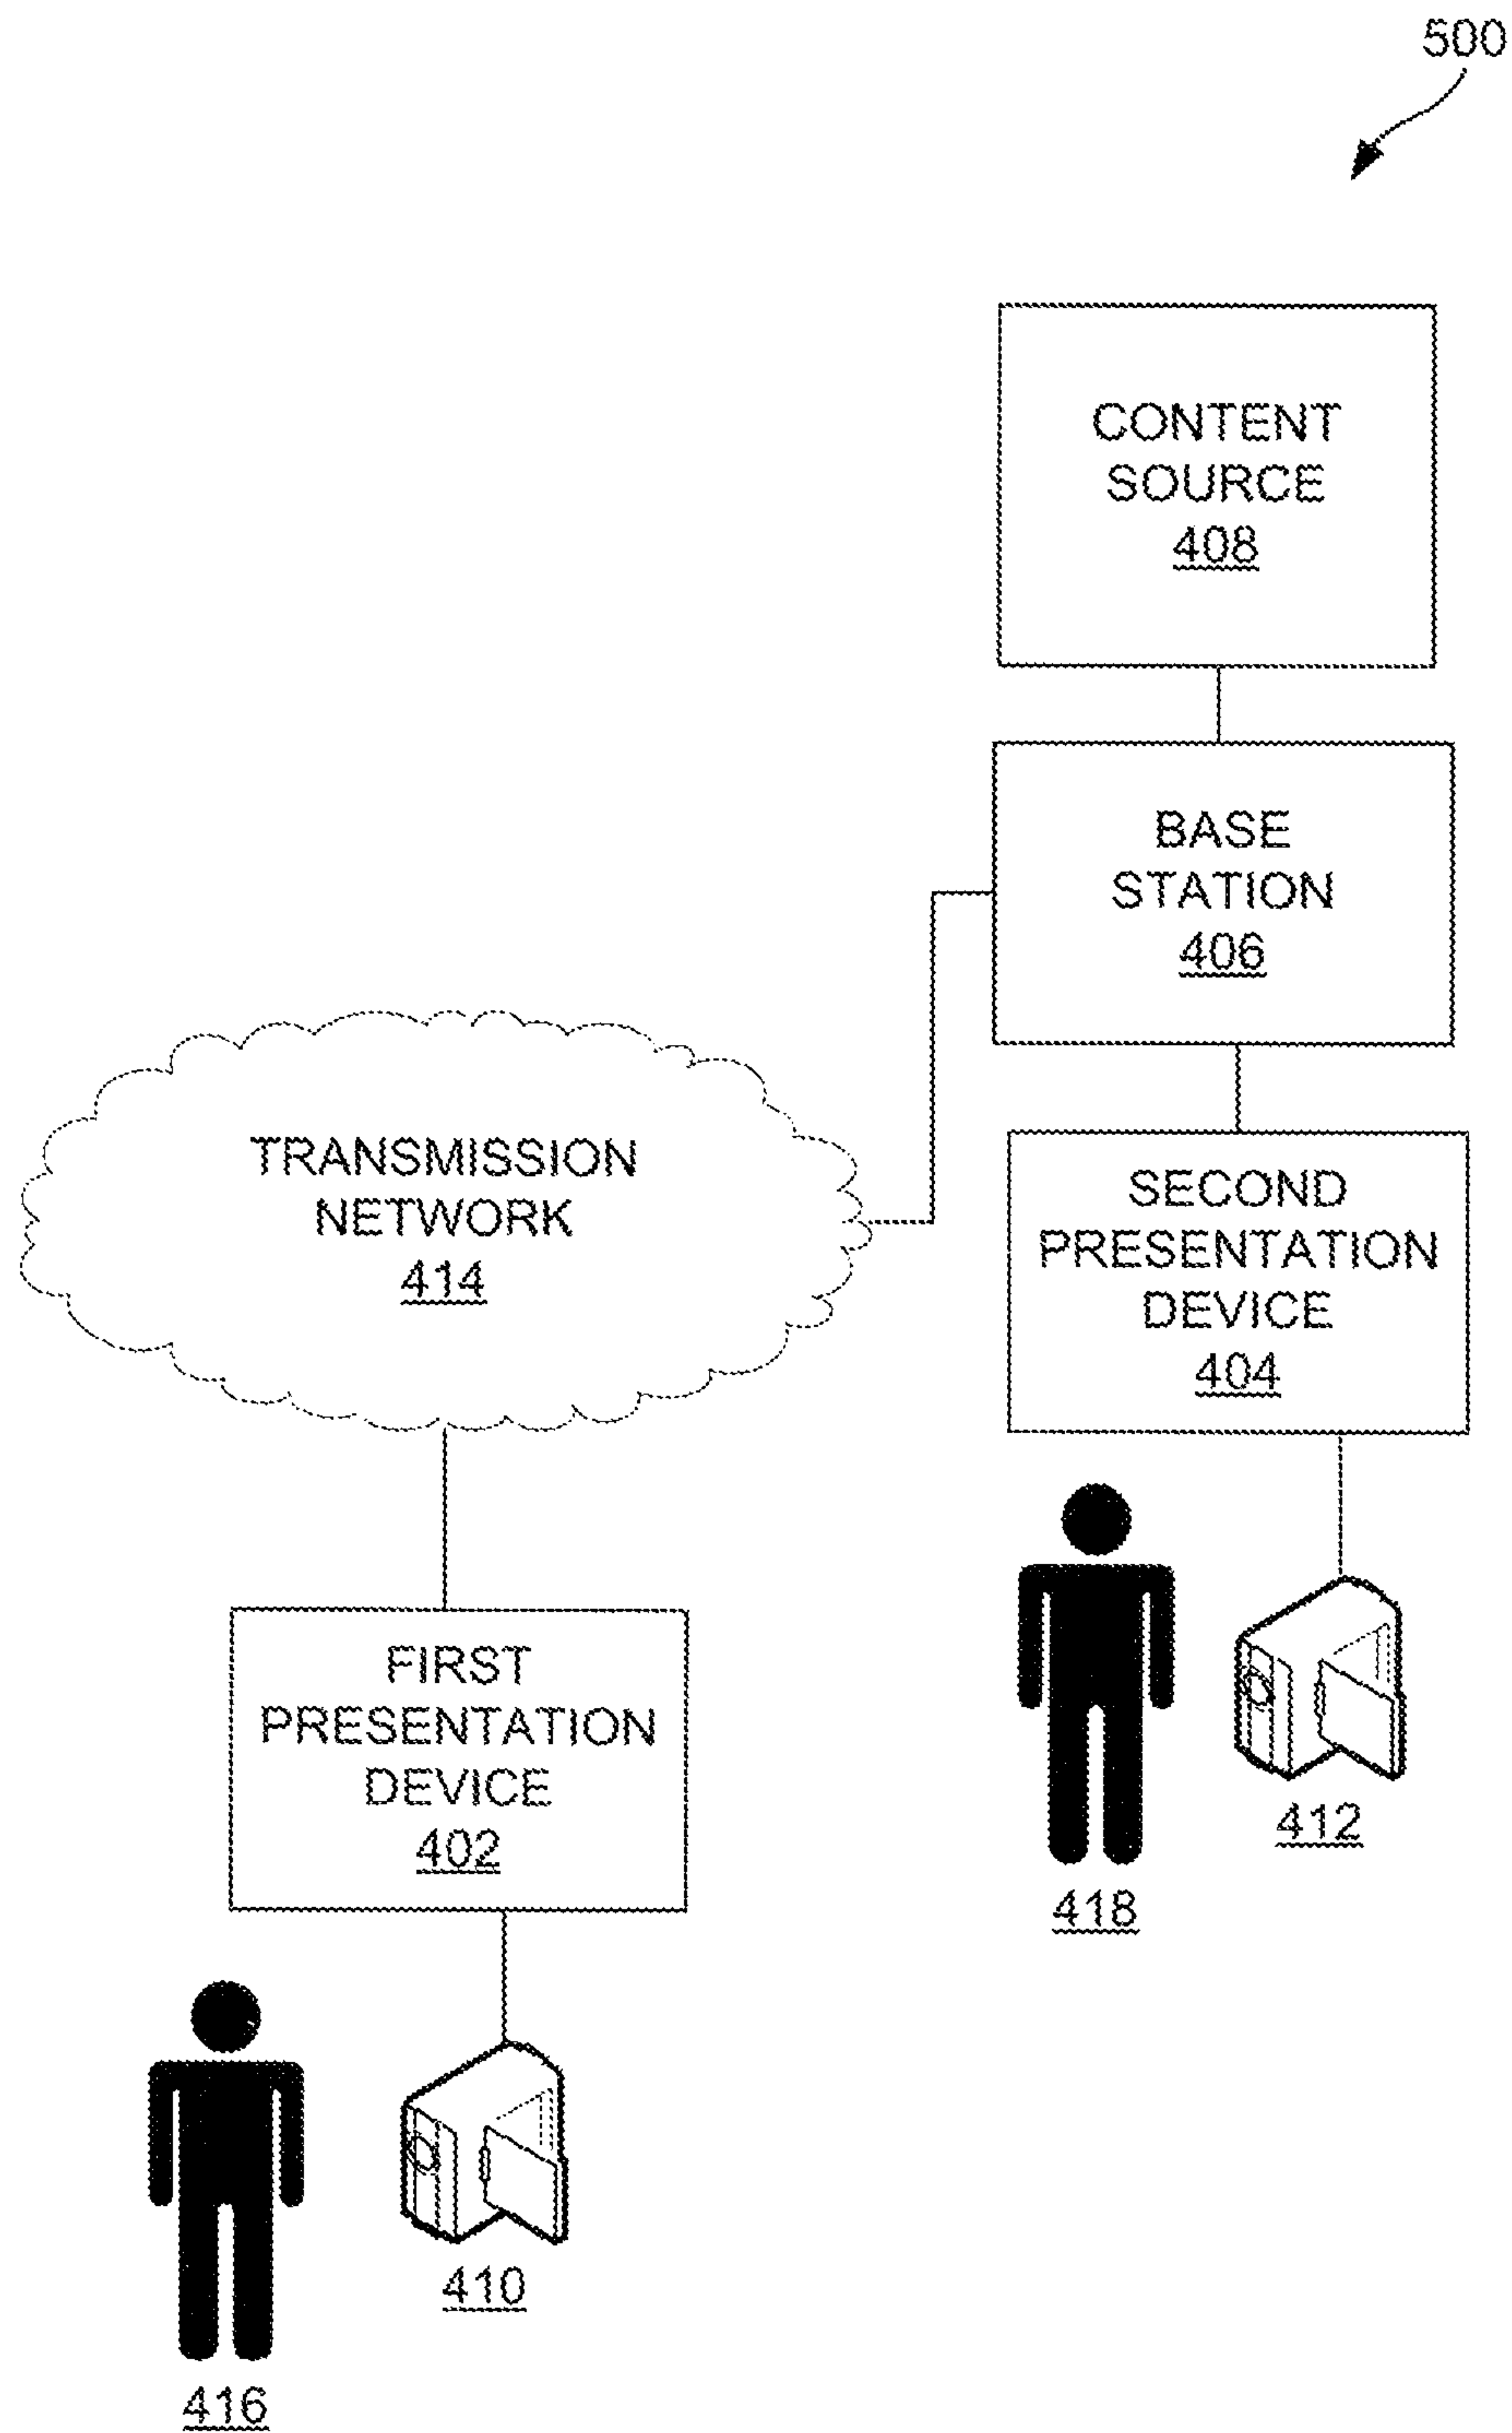 500
CONTENT
SOURCE
408
BASE
STATION
406
TRANSMISSION
NETWORK
414
SECOND
PRESENTATION
DEVICE
404
FIRST
PRESENTATION
DEVICE
402
412
418
410
416